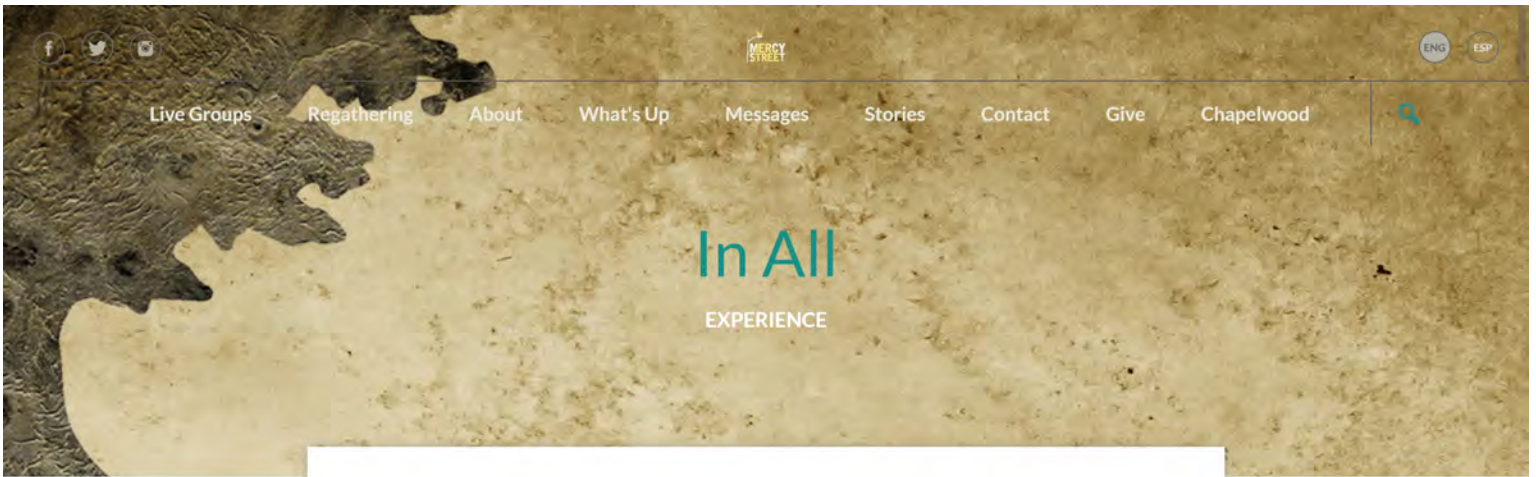 MERCY
STREET
ENG ESP
Live Groups Regathering About What's Up Messages Stories Contact Give Chapelwood
In All
EXPERIENCE